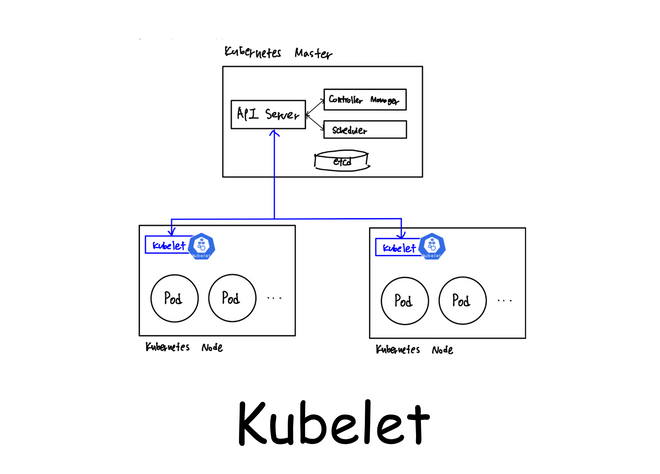 Kubernetes Master
API Server
Controller Manager
Scheduler
etcd
Kubelet
kubelet
Kubelet
kubelet
Pod
Pod
...
Pod
Pod
...
Kubernetes Node
Kubernetes Node
Kubelet